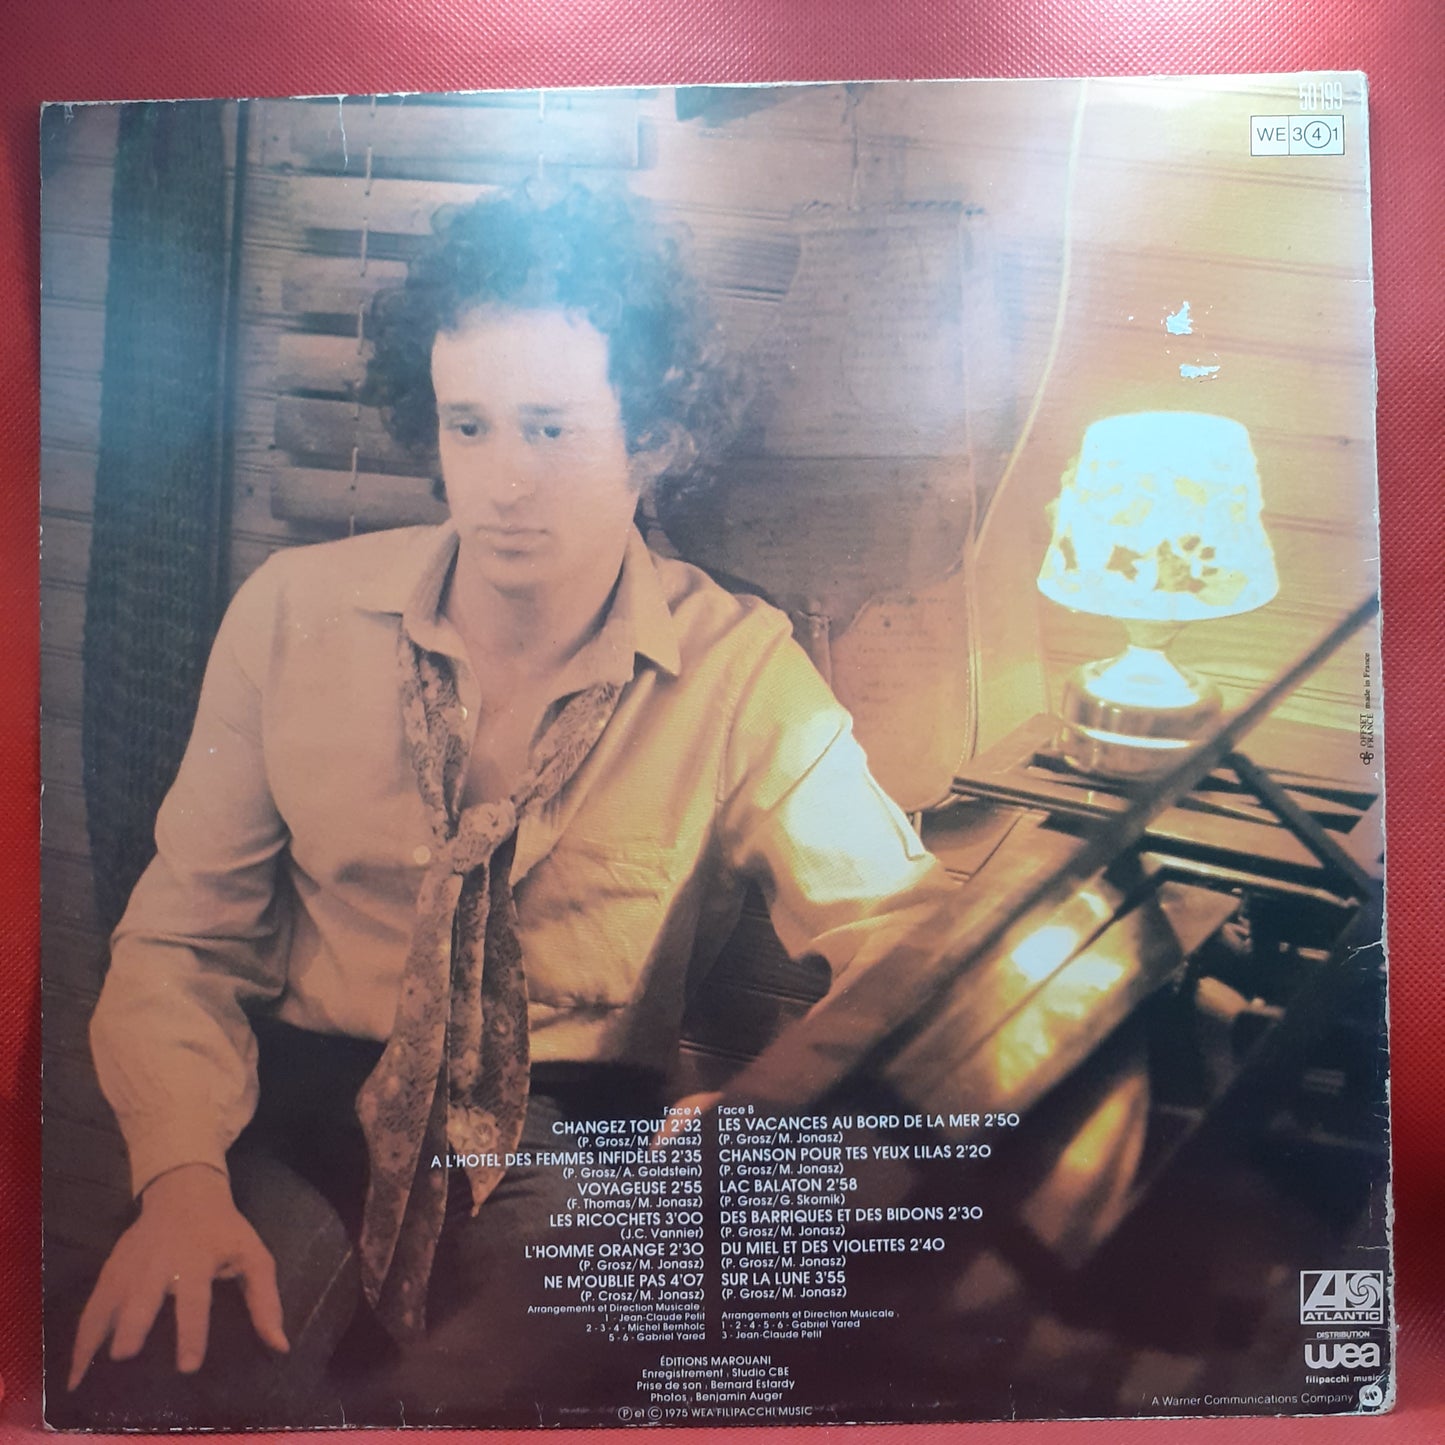 50199
WE 3 4 1
OFFSET
FRANCE made in France
Face A
CHANGEZ TOUT 2'32
(P. Grosz/M. Jonasz)
A L'HOTEL DES FEMMES INFIDÈLES 2'35
(P. Grosz/A. Goldstein)
VOYAGEUSE 2'55
(F. Thomas/M. Jonasz)
LES RICOCHETS 3'00
(J.C. Vannier)
L'HOMME ORANGE 2'30
(P. Grosz/M. Jonasz)
NE M'OUBLIE PAS 4'07
(P. Crosz/M. Jonasz)
Arrangements et Direction Musicale :
1 - Jean-Claude Petit
2 - 3 - 4 - Michel Bernholc
5 - 6 - Gabriel Yared
Face B
LES VACANCES AU BORD DE LA MER 2'50
(P. Grosz/M. Jonasz)
CHANSON POUR TES YEUX LILAS 2'20
(P. Grosz/M. Jonasz)
LAC BALATON 2'58
(P. Grosz/G. Skornik)
DES BARRIQUES ET DES BIDONS 2'30
(P. Grosz/M. Jonasz)
DU MIEL ET DES VIOLETTES 2'40
(P. Grosz/M. Jonasz)
SUR LA LUNE 3'55
(P. Grosz/M. Jonasz)
Arrangements et Direction Musicale :
1 - 2 - 4 - 5 - 6 - Gabriel Yared
3 - Jean-Claude Petit
ÉDITIONS MAROUANI
Enregistrement : Studio CBE
Prise de son : Bernard Estardy
Photos : Benjamin Auger
Ⓟ et © 1975 WEA FILIPACCHI MUSIC
ATLANTIC
DISTRIBUTION
wea
filipacchi music
A Warner Communications Company